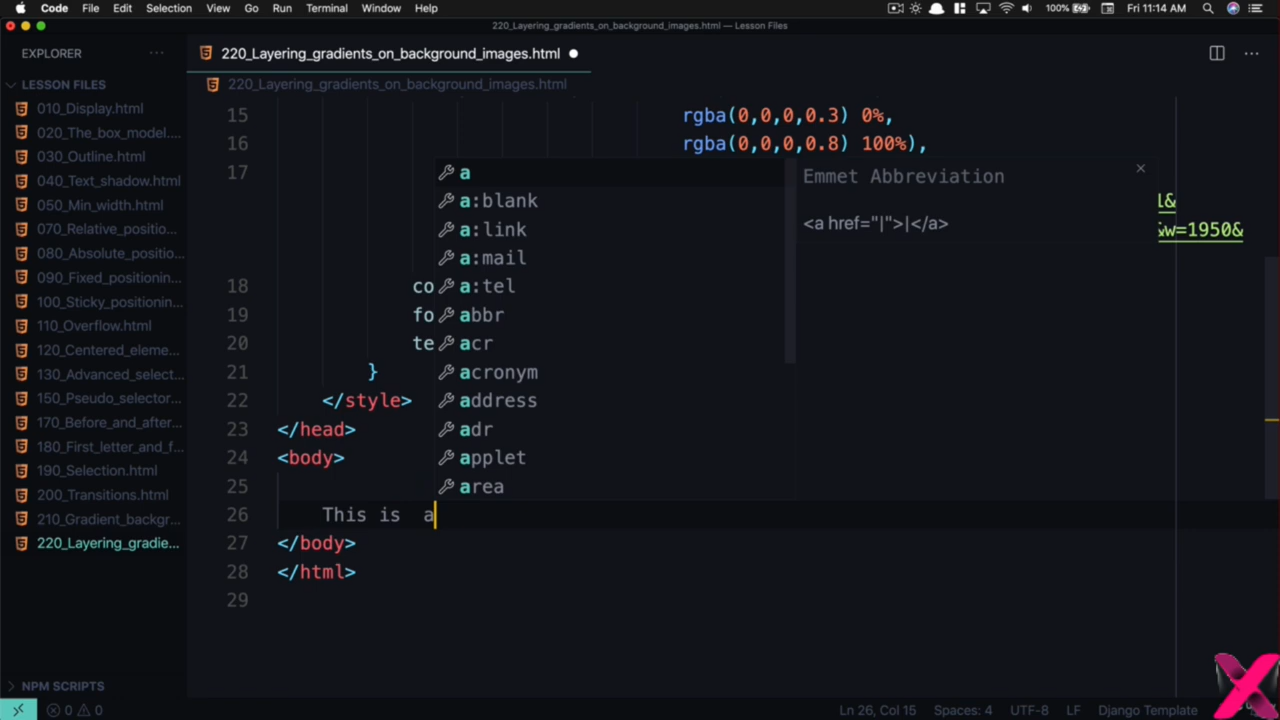 Code File Edit Selection View Go Run Terminal Window Help 100% Fri 11:14 AM
220_Layering_gradients_on_background_images.html — Lesson Files
EXPLORER
220_Layering_gradients_on_background_images.html
LESSON FILES
220_Layering_gradients_on_background_images.html
010_Display.html
020_The_box_model....
030_Outline.html
040_Text_shadow.html
050_Min_width.html
070_Relative_positio...
080_Absolute_positio...
090_Fixed_positionin...
100_Sticky_positionin...
110_Overflow.html
120_Centered_eleme...
130_Advanced_select...
150_Pseudo_selector...
170_Before_and_after...
180_First_letter_and_f...
190_Selection.html
200_Transitions.html
210_Gradient_backgr...
220_Layering_gradie...
NPM SCRIPTS
15 rgba(0,0,0,0.3) 0%,
16 rgba(0,0,0,0.8) 100%),
17
&
&w=1950&
18 co
19 fo
20 te
21 }
22 </style>
23 </head>
24 <body>
25
26 This is  a
27 </body>
28 </html>
29
a
a:blank
a:link
a:mail
a:tel
abbr
acr
acronym
address
adr
applet
area
Emmet Abbreviation
<a href="|">|</a>
0 0
Ln 26, Col 15 Spaces: 4 UTF-8 LF Django Template